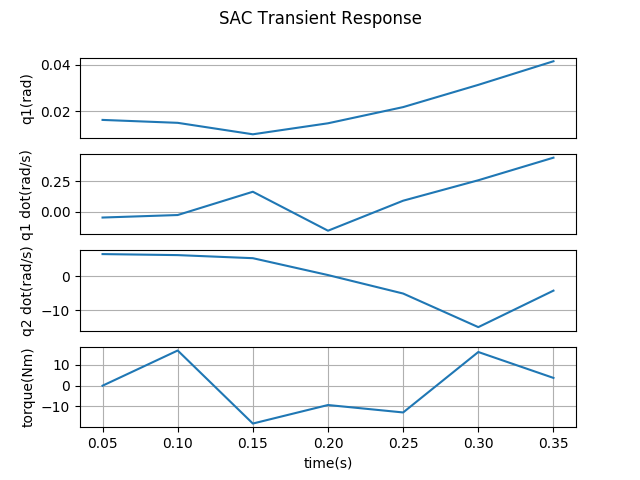 SAC Transient Response
0.04
0.02
q1(rad)
0.25
0.00
q1 dot(rad/s)
0
−10
q2 dot(rad/s)
10
0
−10
torque(Nm)
0.05 0.10 0.15 0.20 0.25 0.30 0.35
time(s)